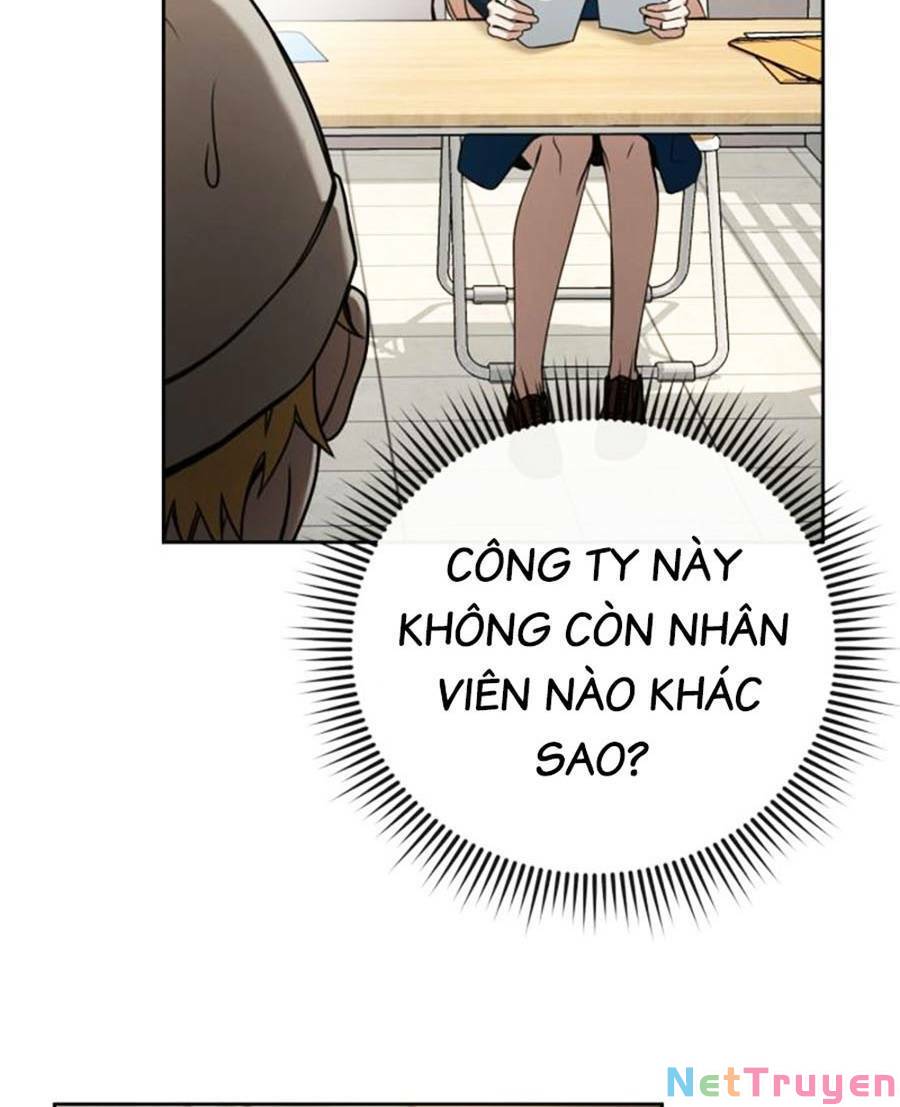 CÔNG TY NÀY
KHÔNG CÒN NHÂN
VIÊN NÀO KHÁC
SAO?
NetTruyen